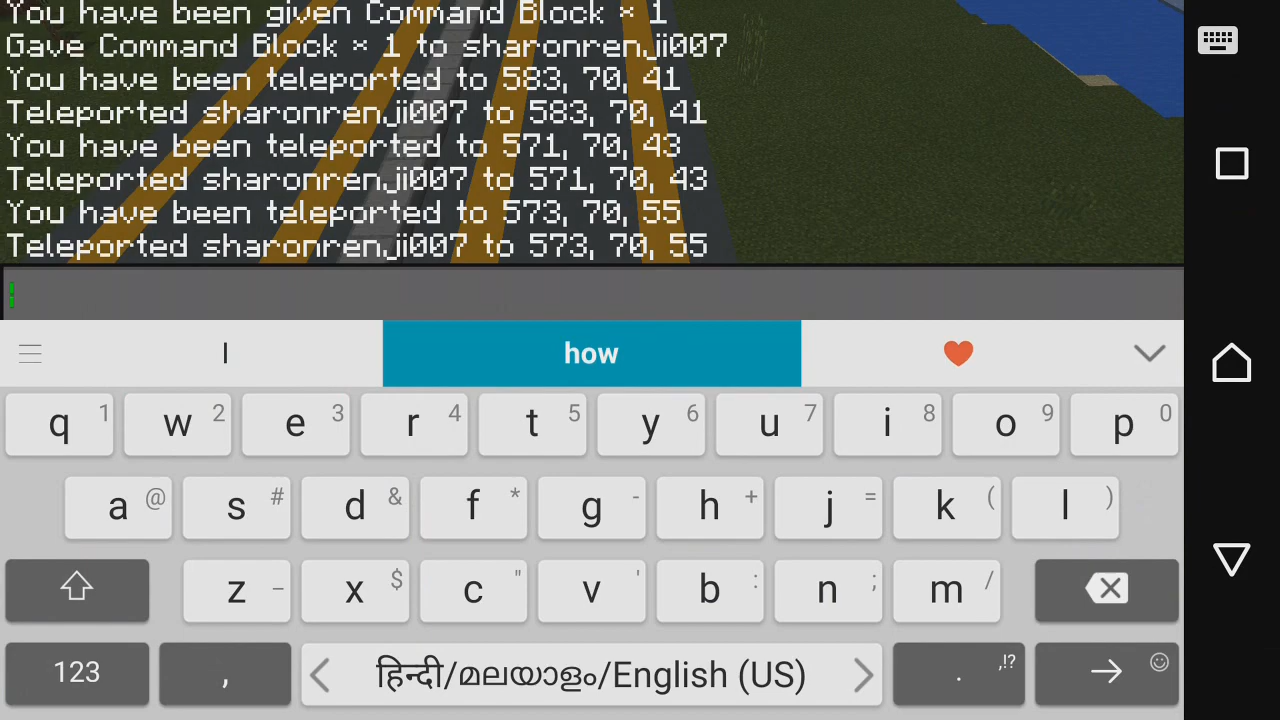 You have been given Command Block * 1
Gave Command Block * 1 to sharonrenji007
You have been teleported to 583, 70, 41
Teleported sharonrenji007 to 583, 70, 41
You have been teleported to 571, 70, 43
Teleported sharonrenji007 to 571, 70, 43
You have been teleported to 573, 70, 55
Teleported sharonrenji007 to 573, 70, 55
I how
q 1 w 2 e 3 r 4 t 5 y 6 u 7 i 8 o 9 p 0
a @ s # d & f * g - h + j = k ( l )
z _ x $ c " v ' b : n ; m /
123 , हिन्दी/മലയാളം/English (US) . ,!?